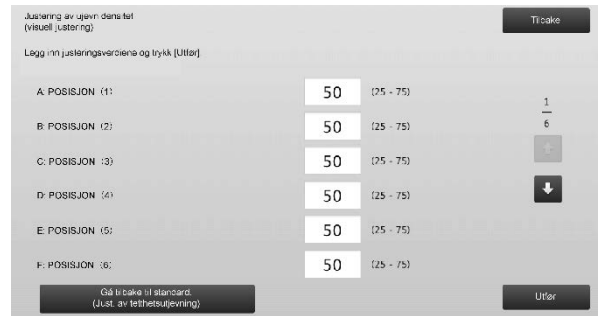 Justering av ujevn densitet
(visuell justering)
Tilbake
Legg inn justeringsverdiene og trykk [Utfør]
A: POSISJON (1) 50 (25 - 75)
B: POSISJON (2) 50 (25 - 75)
C: POSISJON (3) 50 (25 - 75)
D: POSISJON (4) 50 (25 - 75)
E: POSISJON (5) 50 (25 - 75)
F: POSISJON (6) 50 (25 - 75)
1
6
Gå tilbake til standard.
(Just. av tetthetsutjevning)
Utfør